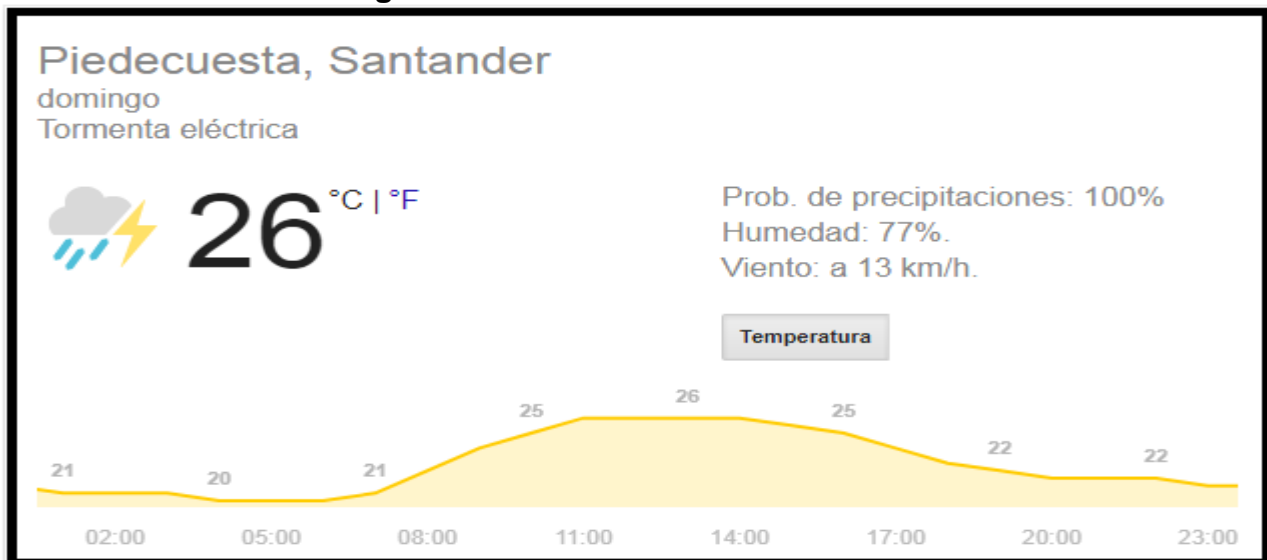 Piedecuesta, Santander
domingo
Tormenta eléctrica
26 °C | °F
Prob. de precipitaciones: 100%
Humedad: 77%.
Viento: a 13 km/h.
Temperatura
21 20 21 25 26 25 22 22
02:00 05:00 08:00 11:00 14:00 17:00 20:00 23:00